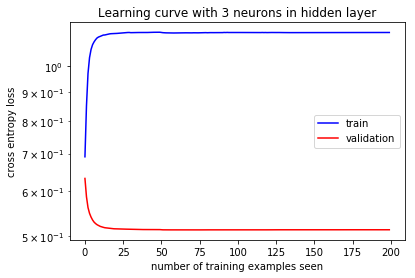 Learning curve with 3 neurons in hidden layer
10⁰
9 × 10⁻¹
8 × 10⁻¹
7 × 10⁻¹
6 × 10⁻¹
5 × 10⁻¹
cross entropy loss
train
validation
0 25 50 75 100 125 150 175 200
number of training examples seen